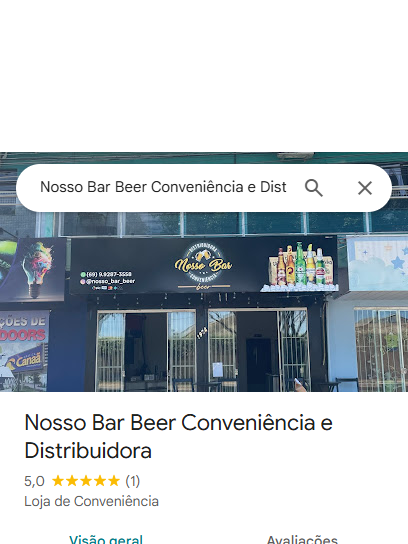 Nosso Bar Beer Conveniência e Dist
DISTRIBUIDORA
Nosso Bar
CONVENIÊNCIA
beer
(69) 9.9287-3558
@nosso_bar_beer
ÇÕES DE
DOORS
Canaã
Nosso Bar Beer Conveniência e
Distribuidora
5,0 ★★★★★ (1)
Loja de Conveniência
Visão geral
Avaliações